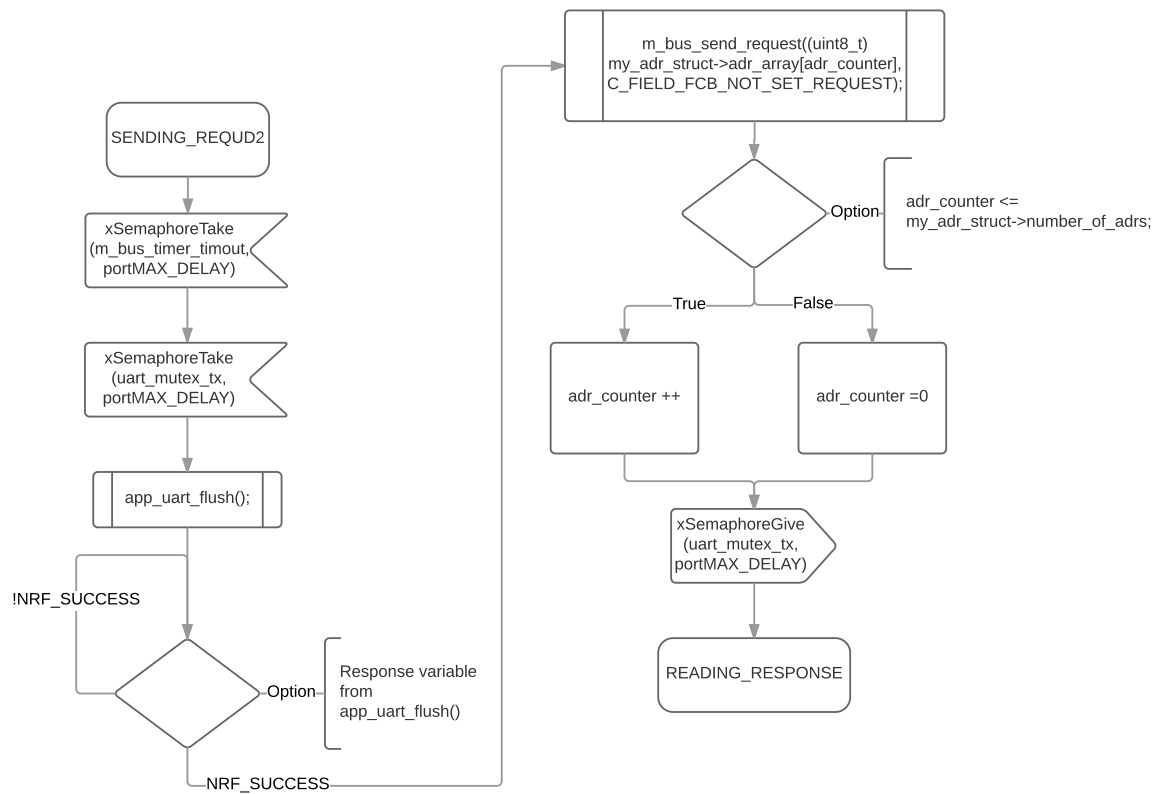 SENDING_REQUD2
xSemaphoreTake
(m_bus_timer_timout,
portMAX_DELAY)
xSemaphoreTake
(uart_mutex_tx,
portMAX_DELAY)
app_uart_flush();
!NRF_SUCCESS
Option
Response variable
from
app_uart_flush()
NRF_SUCCESS
m_bus_send_request((uint8_t)
my_adr_struct->adr_array[adr_counter],
C_FIELD_FCB_NOT_SET_REQUEST);
Option
adr_counter <=
my_adr_struct->number_of_adrs;
True
False
adr_counter ++
adr_counter =0
xSemaphoreGive
(uart_mutex_tx,
portMAX_DELAY)
READING_RESPONSE